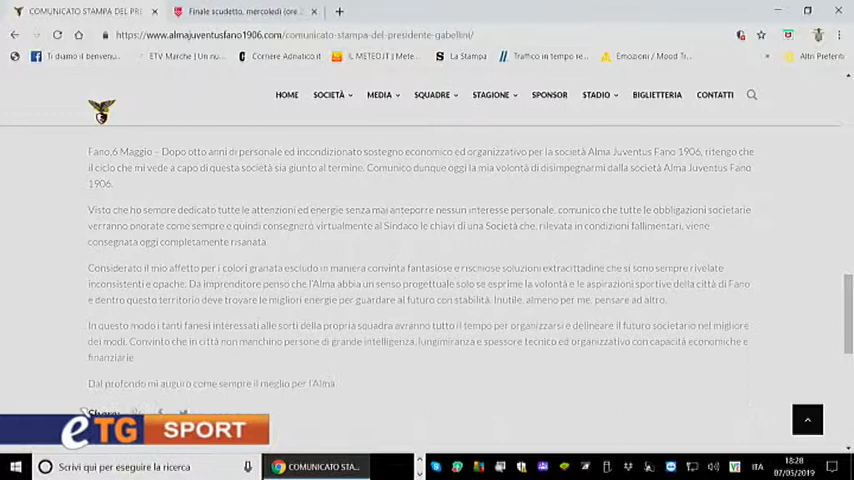 COMUNICATO STAMPA DEL PRE
Finale scudetto, mercoledì (ore 2
https://www.almajuventusfano1906.com/comunicato-stampa-del-presidente-gabellini/
Ti diamo il benvenu... ETV Marche | Un nu... Corriere Adriatico.it IL METEO.IT | Mete... La Stampa Traffico in tempo re... Emozioni / Mood Tr... Altri Preferiti
HOME SOCIETÀ MEDIA SQUADRE STAGIONE SPONSOR STADIO BIGLIETTERIA CONTATTI
Fano,6 Maggio – Dopo otto anni di personale ed incondizionato sostegno economico ed organizzativo per la società Alma Juventus Fano 1906, ritengo che
il ciclo che mi vede a capo di questa società sia giunto al termine. Comunico dunque oggi la mia volontà di disimpegnarmi dalla società Alma Juventus Fano
1906.
Visto che ho sempre dedicato tutte le attenzioni ed energie senza mai anteporre nessun interesse personale, comunico che tutte le obbligazioni societarie
verranno onorate come sempre e quindi consegnerò virtualmente al Sindaco le chiavi di una Società che, rilevata in condizioni fallimentari, viene
consegnata oggi completamente risanata.
Considerato il mio affetto per i colori granata escludo in maniera convinta fantasiose e rischiose soluzioni extracittadine che si sono sempre rivelate
inconsistenti e opache. Da imprenditore penso che l'Alma abbia un senso progettuale solo se esprime la volontà e le aspirazioni sportive della città di Fano
e dentro questo territorio deve trovare le migliori energie per guardare al futuro con stabilità. Inutile, almeno per me, pensare ad altro.
In questo modo i tanti fanesi interessati alle sorti della propria squadra avranno tutto il tempo per organizzarsi e delineare il futuro societario nel migliore
dei modi. Convinto che in città non manchino persone di grande intelligenza, lungimiranza e spessore tecnico ed organizzativo con capacità economiche e
finanziarie
Dal profondo mi auguro come sempre il meglio per l'Alma
Share:
eTG SPORT
Scrivi qui per eseguire la ricerca
COMUNICATO STA...
ITA
18:28
07/05/2019